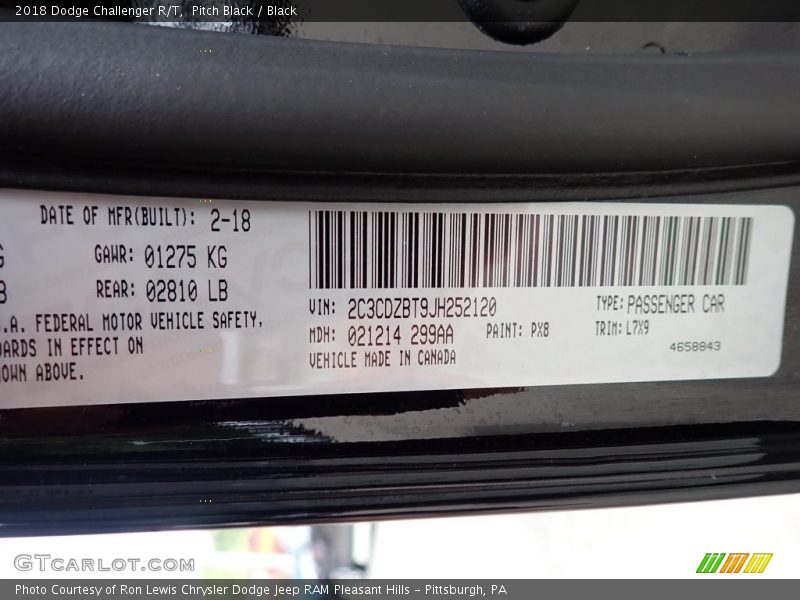 2018 Dodge Challenger R/T, Pitch Black / Black
DATE OF MFR(BUILT): 2-18
GAWR: 01275 KG
REAR: 02810 LB
.A. FEDERAL MOTOR VEHICLE SAFETY,
ARDS IN EFFECT ON
OWN ABOVE.
VIN: 2C3CDZBT9JH252120
TYPE: PASSENGER CAR
MDH: 021214 299AA
PAINT: PX8
TRIM: L7X9
VEHICLE MADE IN CANADA
4658843
GTCARLOT.COM
Photo Courtesy of Ron Lewis Chrysler Dodge Jeep RAM Pleasant Hills - Pittsburgh, PA